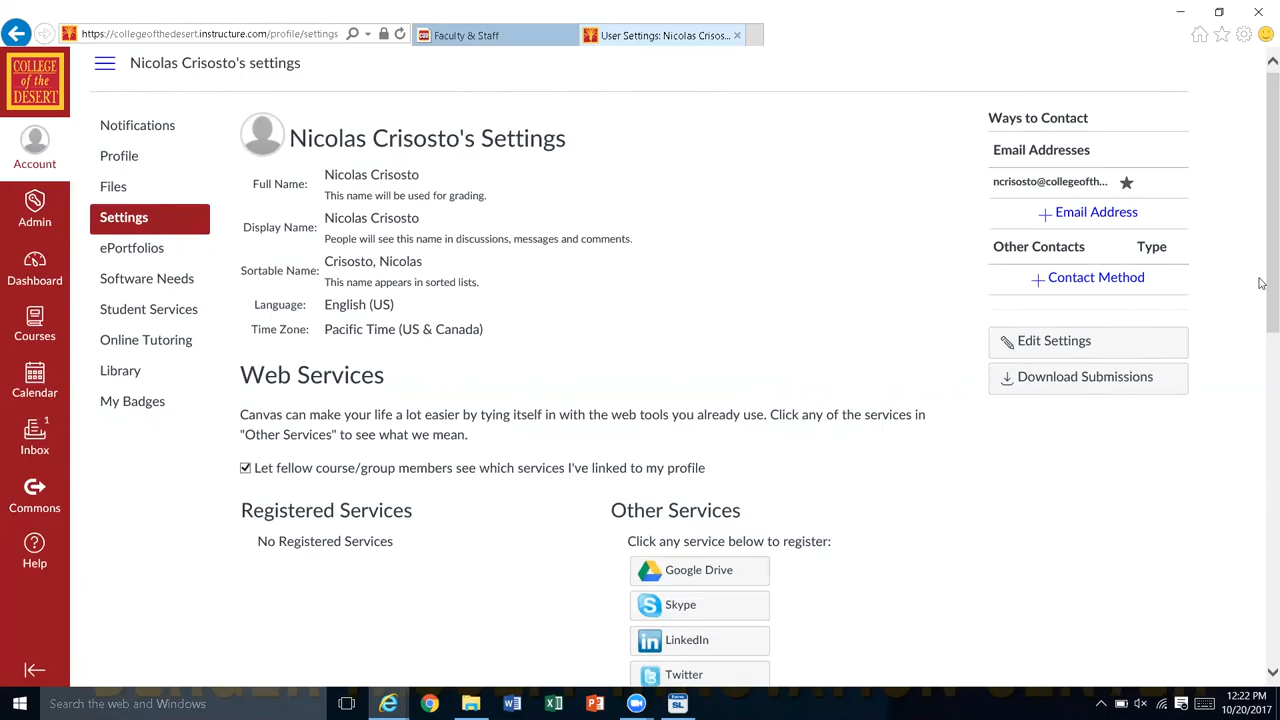 https://collegeofthedesert.instructure.com/profile/settings
Faculty & Staff
User Settings: Nicolas Crisos...
COLLEGE
of the
DESERT
Nicolas Crisosto's settings
Account
Admin
Dashboard
Courses
Calendar
1
Inbox
Commons
Help
Notifications
Profile
Files
Settings
ePortfolios
Software Needs
Student Services
Online Tutoring
Library
My Badges
Nicolas Crisosto's Settings
Full Name: Nicolas Crisosto
This name will be used for grading.
Display Name: Nicolas Crisosto
People will see this name in discussions, messages and comments.
Sortable Name: Crisosto, Nicolas
This name appears in sorted lists.
Language: English (US)
Time Zone: Pacific Time (US & Canada)
Web Services
Canvas can make your life a lot easier by tying itself in with the web tools you already use. Click any of the services in
"Other Services" to see what we mean.
Let fellow course/group members see which services I've linked to my profile
Registered Services
No Registered Services
Other Services
Click any service below to register:
Google Drive
Skype
LinkedIn
Twitter
Ways to Contact
Email Addresses
ncrisosto@collegeofth...
Email Address
Other Contacts Type
Contact Method
Edit Settings
Download Submissions
Search the web and Windows
12:22 PM
10/20/2017